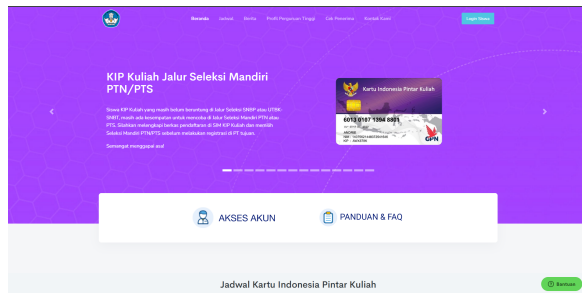 Beranda Jadwal Berita Profil Perguruan Tinggi Cek Penerima Kontak Kami Login Siswa
KIP Kuliah Jalur Seleksi Mandiri
PTN/PTS
Siswa KIP Kuliah yang masih belum beruntung di Jalur Seleksi SNBP atau UTBK-
SNBT, masih ada kesempatan untuk mencoba di Jalur Seleksi Mandiri PTN atau
PTS. Silahkan melengkapi berkas pendaftaran di SIM KIP Kuliah dan memilih
Seleksi Mandiri PTN/PTS sebelum melakukan registrasi di PT tujuan.
Semangat menggapai asa!
Kartu Indonesia Pintar Kuliah
6013 0107 1394 8801
GPN
AKSES AKUN
PANDUAN & FAQ
Jadwal Kartu Indonesia Pintar Kuliah
Bantuan